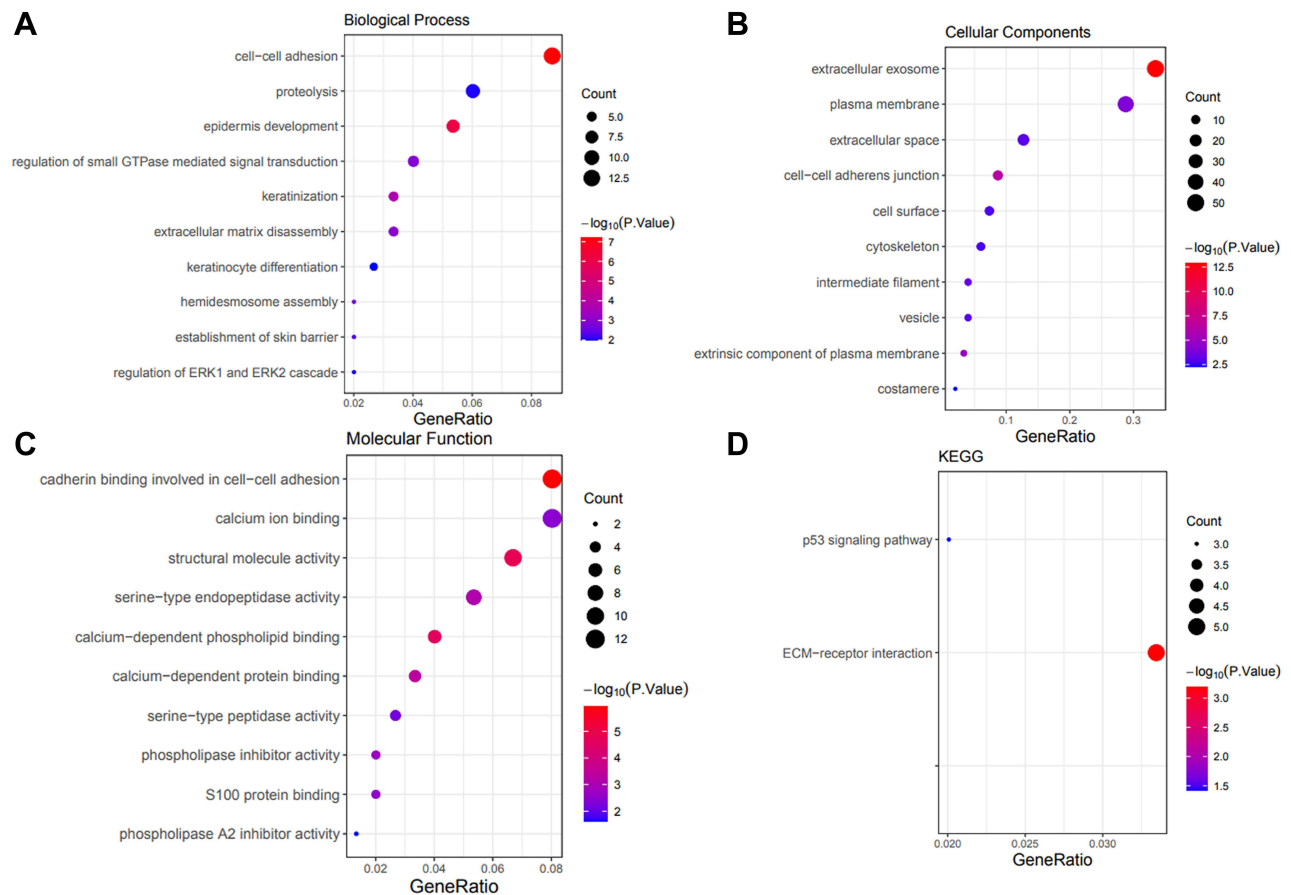 A
Biological Process
cell−cell adhesion
proteolysis
epidermis development
regulation of small GTPase mediated signal transduction
keratinization
extracellular matrix disassembly
keratinocyte differentiation
hemidesmosome assembly
establishment of skin barrier
regulation of ERK1 and ERK2 cascade
0.02 0.04 0.06 0.08
GeneRatio
Count
5.0
7.5
10.0
12.5
−log10(P.Value)
7
6
5
4
3
2
B
Cellular Components
extracellular exosome
plasma membrane
extracellular space
cell−cell adherens junction
cell surface
cytoskeleton
intermediate filament
vesicle
extrinsic component of plasma membrane
costamere
0.1 0.2 0.3
GeneRatio
Count
10
20
30
40
50
−log10(P.Value)
12.5
10.0
7.5
5.0
2.5
C
Molecular Function
cadherin binding involved in cell−cell adhesion
calcium ion binding
structural molecule activity
serine−type endopeptidase activity
calcium−dependent phospholipid binding
calcium−dependent protein binding
serine−type peptidase activity
phospholipase inhibitor activity
S100 protein binding
phospholipase A2 inhibitor activity
0.02 0.04 0.06 0.08
GeneRatio
Count
2
4
6
8
10
12
−log10(P.Value)
5
4
3
2
D
KEGG
p53 signaling pathway
ECM−receptor interaction
0.020 0.025 0.030
GeneRatio
Count
3.0
3.5
4.0
4.5
5.0
−log10(P.Value)
3.0
2.5
2.0
1.5